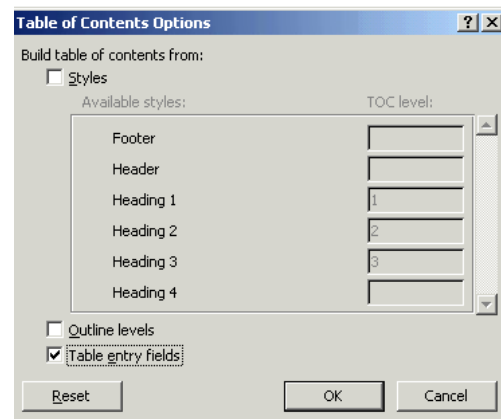 Table of Contents Options
Build table of contents from:
Styles
Available styles: TOC level:
Footer
Header
Heading 1 1
Heading 2 2
Heading 3 3
Heading 4
Outline levels
Table entry fields
Reset OK Cancel